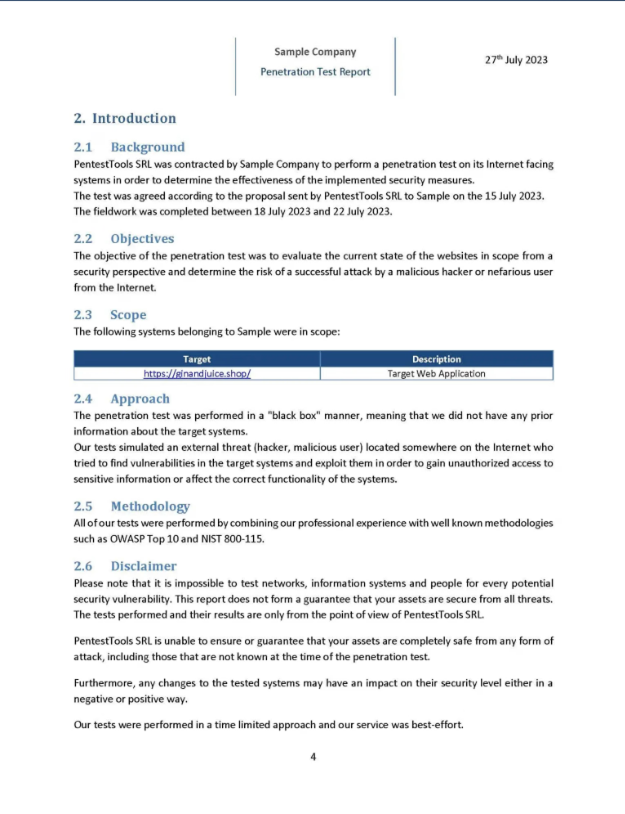 Sample Company
Penetration Test Report
27th July 2023
2. Introduction
2.1 Background
PentestTools SRL was contracted by Sample Company to perform a penetration test on its Internet facing
systems in order to determine the effectiveness of the implemented security measures.
The test was agreed according to the proposal sent by PentestTools SRL to Sample on the 15 July 2023.
The fieldwork was completed between 18 July 2023 and 22 July 2023.
2.2 Objectives
The objective of the penetration test was to evaluate the current state of the websites in scope from a
security perspective and determine the risk of a successful attack by a malicious hacker or nefarious user
from the Internet.
2.3 Scope
The following systems belonging to Sample were in scope:
Target Description
https://ginandjuice.shop/ Target Web Application
2.4 Approach
The penetration test was performed in a "black box" manner, meaning that we did not have any prior
information about the target systems.
Our tests simulated an external threat (hacker, malicious user) located somewhere on the Internet who
tried to find vulnerabilities in the target systems and exploit them in order to gain unauthorized access to
sensitive information or affect the correct functionality of the systems.
2.5 Methodology
All of our tests were performed by combining our professional experience with well known methodologies
such as OWASP Top 10 and NIST 800-115.
2.6 Disclaimer
Please note that it is impossible to test networks, information systems and people for every potential
security vulnerability. This report does not form a guarantee that your assets are secure from all threats.
The tests performed and their results are only from the point of view of PentestTools SRL.
PentestTools SRL is unable to ensure or guarantee that your assets are completely safe from any form of
attack, including those that are not known at the time of the penetration test.
Furthermore, any changes to the tested systems may have an impact on their security level either in a
negative or positive way.
Our tests were performed in a time limited approach and our service was best-effort.
4